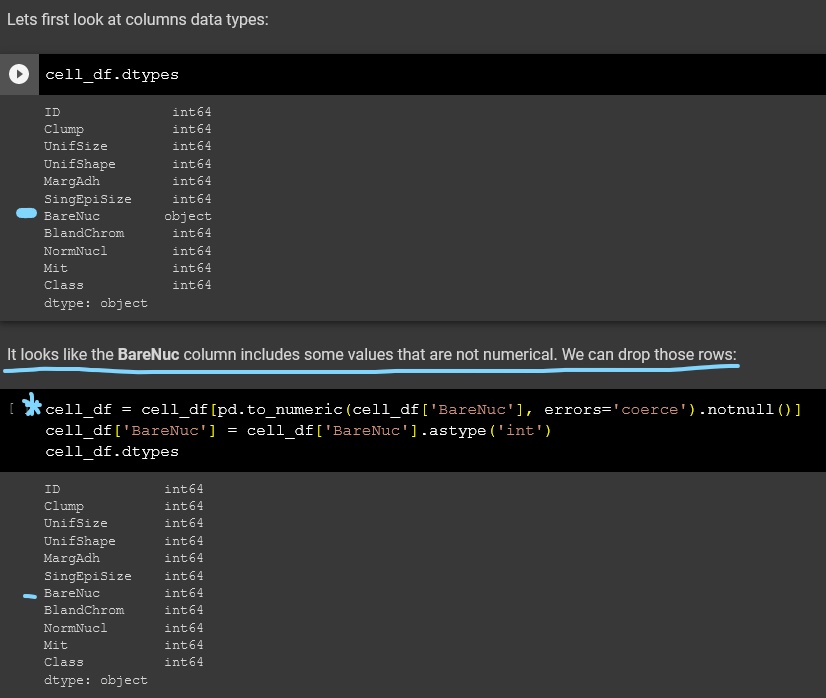 Lets first look at columns data types:
cell_df.dtypes
ID int64
Clump int64
UnifSize int64
UnifShape int64
MargAdh int64
SingEpiSize int64
BareNuc object
BlandChrom int64
NormNucl int64
Mit int64
Class int64
dtype: object
It looks like the BareNuc column includes some values that are not numerical. We can drop those rows:
[ cell_df = cell_df[pd.to_numeric(cell_df['BareNuc'], errors='coerce').notnull()]
cell_df['BareNuc'] = cell_df['BareNuc'].astype('int')
cell_df.dtypes
ID int64
Clump int64
UnifSize int64
UnifShape int64
MargAdh int64
SingEpiSize int64
BareNuc int64
BlandChrom int64
NormNucl int64
Mit int64
Class int64
dtype: object